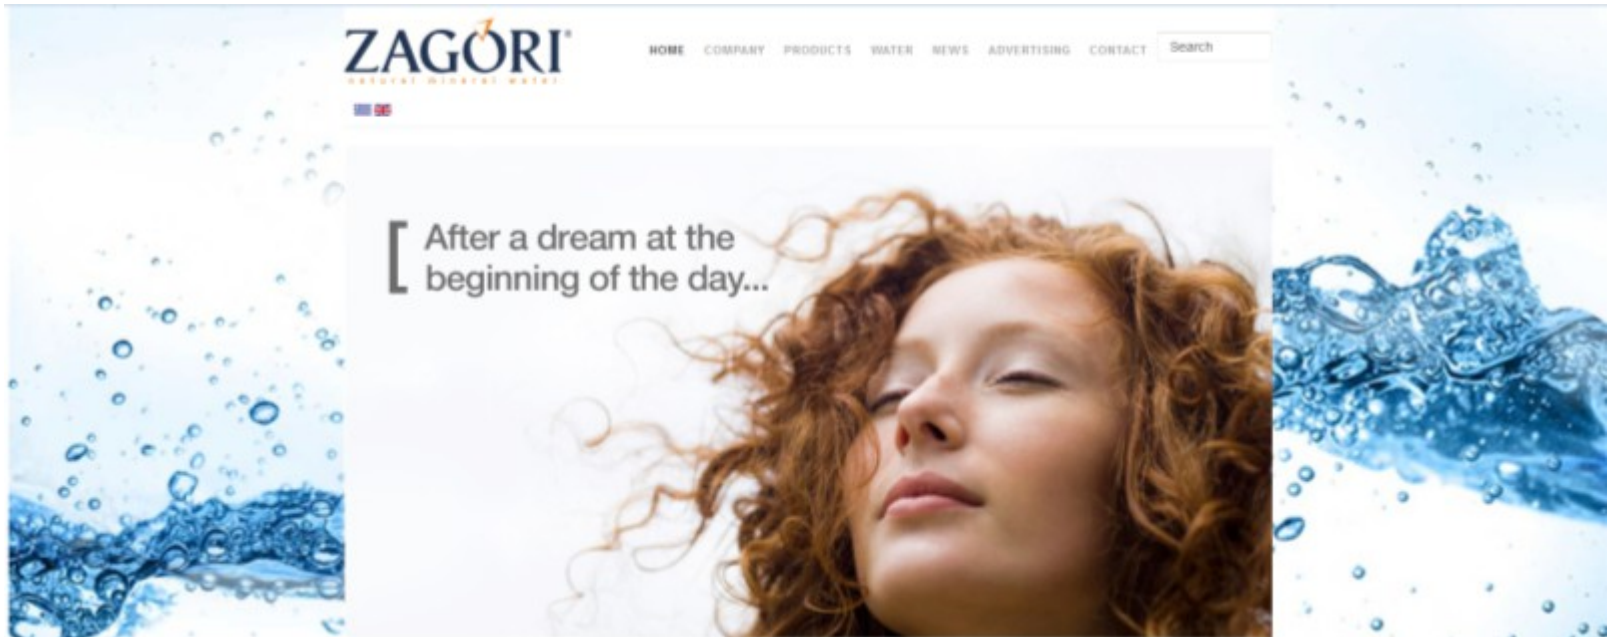 ZAGORI®
natural mineral water
HOME COMPANY PRODUCTS WATER NEWS ADVERTISING CONTACT Search
[ After a dream at the
beginning of the day...